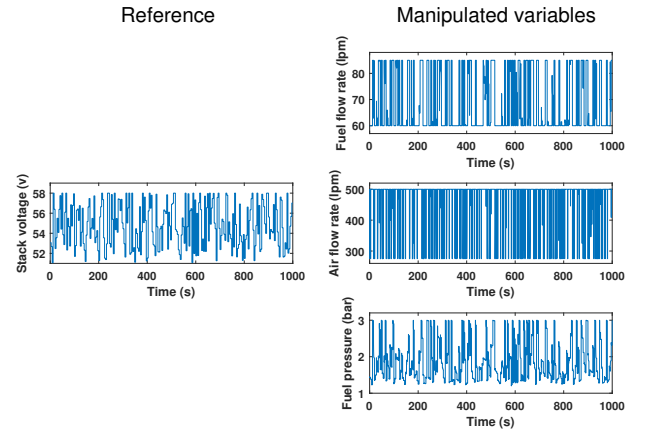 Reference
Manipulated variables
Fuel flow rate (lpm)
80
70
60
0 200 400 600 800 1000
Time (s)
Stack voltage (v)
58
56
54
52
0 200 400 600 800 1000
Time (s)
Air flow rate (lpm)
500
400
300
0 200 400 600 800 1000
Time (s)
Fuel pressure (bar)
3
2
1
0 200 400 600 800 1000
Time (s)